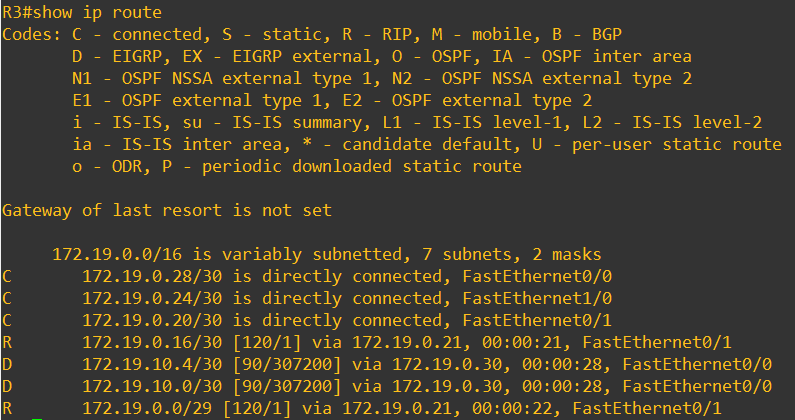 R3#show ip route
Codes: C - connected, S - static, R - RIP, M - mobile, B - BGP
       D - EIGRP, EX - EIGRP external, O - OSPF, IA - OSPF inter area
       N1 - OSPF NSSA external type 1, N2 - OSPF NSSA external type 2
       E1 - OSPF external type 1, E2 - OSPF external type 2
       i - IS-IS, su - IS-IS summary, L1 - IS-IS level-1, L2 - IS-IS level-2
       ia - IS-IS inter area, * - candidate default, U - per-user static route
       o - ODR, P - periodic downloaded static route
Gateway of last resort is not set
     172.19.0.0/16 is variably subnetted, 7 subnets, 2 masks
C       172.19.0.28/30 is directly connected, FastEthernet0/0
C       172.19.0.24/30 is directly connected, FastEthernet1/0
C       172.19.0.20/30 is directly connected, FastEthernet0/1
R       172.19.0.16/30 [120/1] via 172.19.0.21, 00:00:21, FastEthernet0/1
D       172.19.10.4/30 [90/307200] via 172.19.0.30, 00:00:28, FastEthernet0/0
D       172.19.10.0/30 [90/307200] via 172.19.0.30, 00:00:28, FastEthernet0/0
R       172.19.0.0/29 [120/1] via 172.19.0.21, 00:00:22, FastEthernet0/1